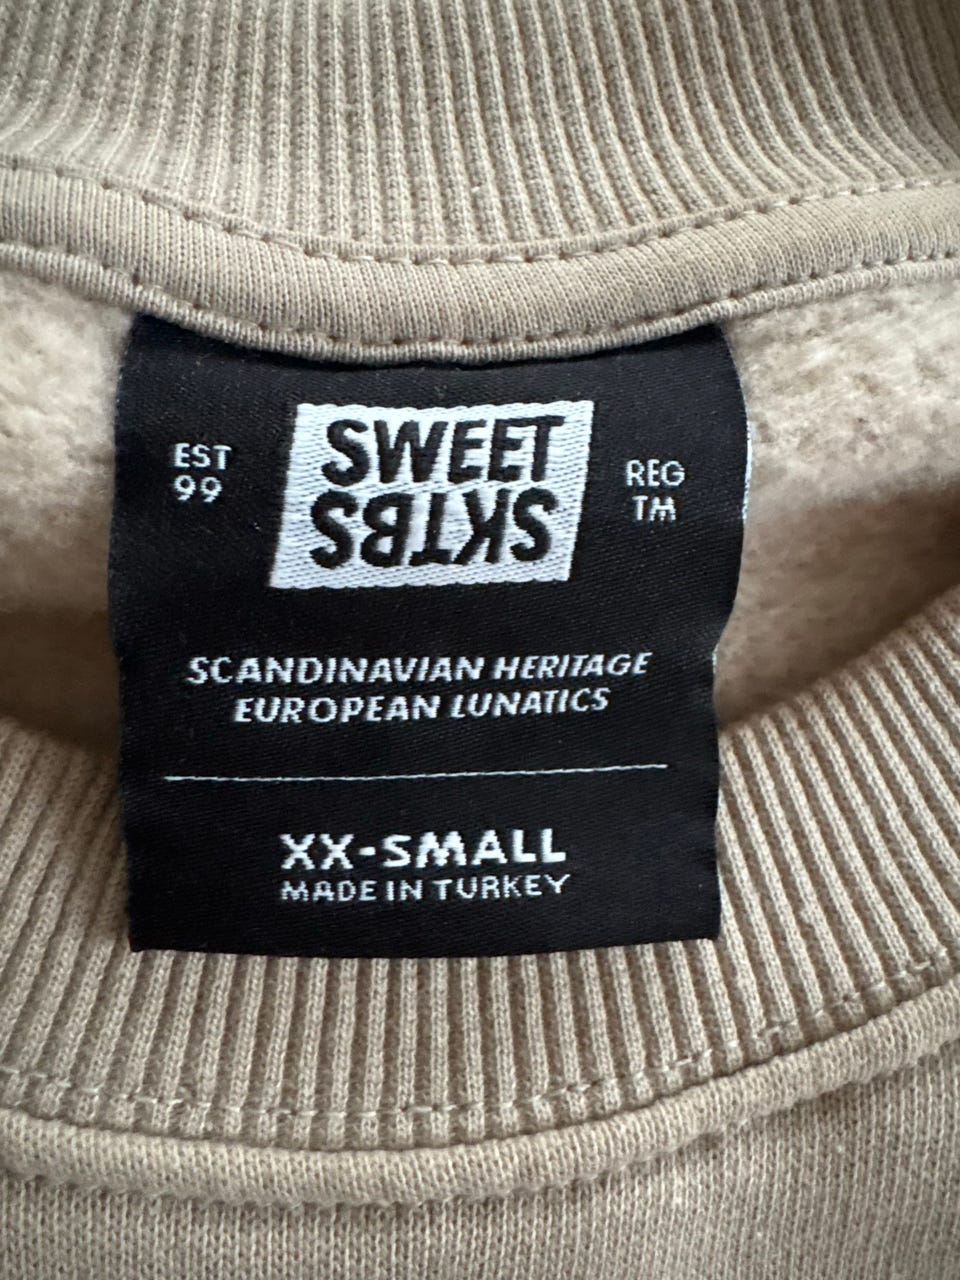 EST
99
SWEET
SKTBS
REG
TM
SCANDINAVIAN HERITAGE
EUROPEAN LUNATICS
XX-SMALL
MADE IN TURKEY